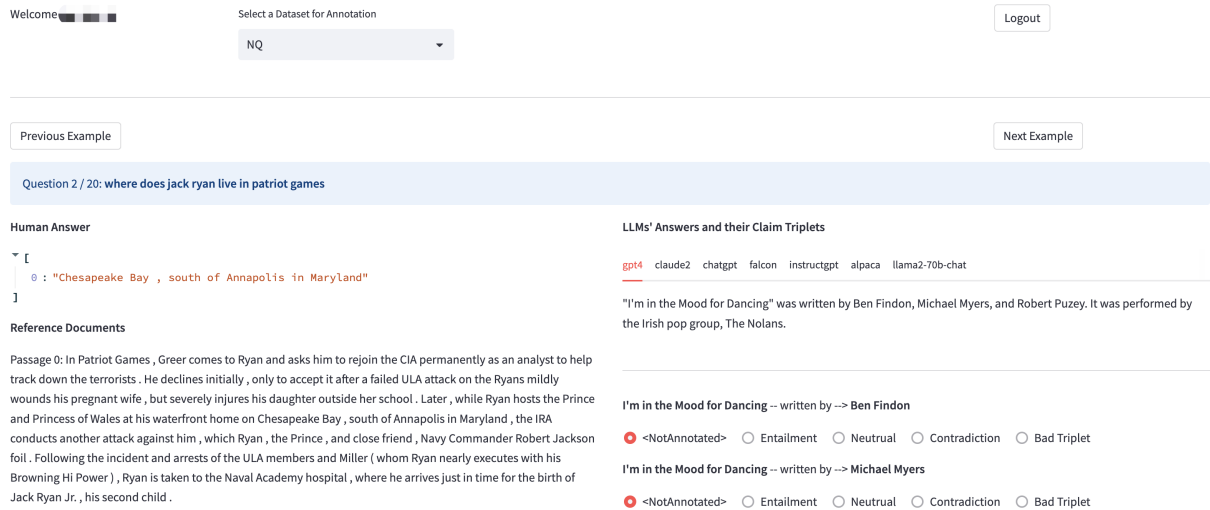 Welcome
Select a Dataset for Annotation
NQ
Logout
Previous Example
Next Example
Question 2 / 20: where does jack ryan live in patriot games
Human Answer
[
0 : "Chesapeake Bay , south of Annapolis in Maryland"
]
Reference Documents
Passage 0: In Patriot Games , Greer comes to Ryan and asks him to rejoin the CIA permanently as an analyst to help
track down the terrorists . He declines initially , only to accept it after a failed ULA attack on the Ryans mildly
wounds his pregnant wife , but severely injures his daughter outside her school . Later , while Ryan hosts the Prince
and Princess of Wales at his waterfront home on Chesapeake Bay , south of Annapolis in Maryland , the IRA
conducts another attack against him , which Ryan , the Prince , and close friend , Navy Commander Robert Jackson
foil . Following the incident and arrests of the ULA members and Miller ( whom Ryan nearly executes with his
Browning Hi Power ) , Ryan is taken to the Naval Academy hospital , where he arrives just in time for the birth of
Jack Ryan Jr. , his second child .
LLMs' Answers and their Claim Triplets
gpt4 claude2 chatgpt falcon instructgpt alpaca llama2-70b-chat
"I'm in the Mood for Dancing" was written by Ben Findon, Michael Myers, and Robert Puzey. It was performed by
the Irish pop group, The Nolans.
I'm in the Mood for Dancing -- written by --> Ben Findon
<NotAnnotated> Entailment Neutrual Contradiction Bad Triplet
I'm in the Mood for Dancing -- written by --> Michael Myers
<NotAnnotated> Entailment Neutrual Contradiction Bad Triplet